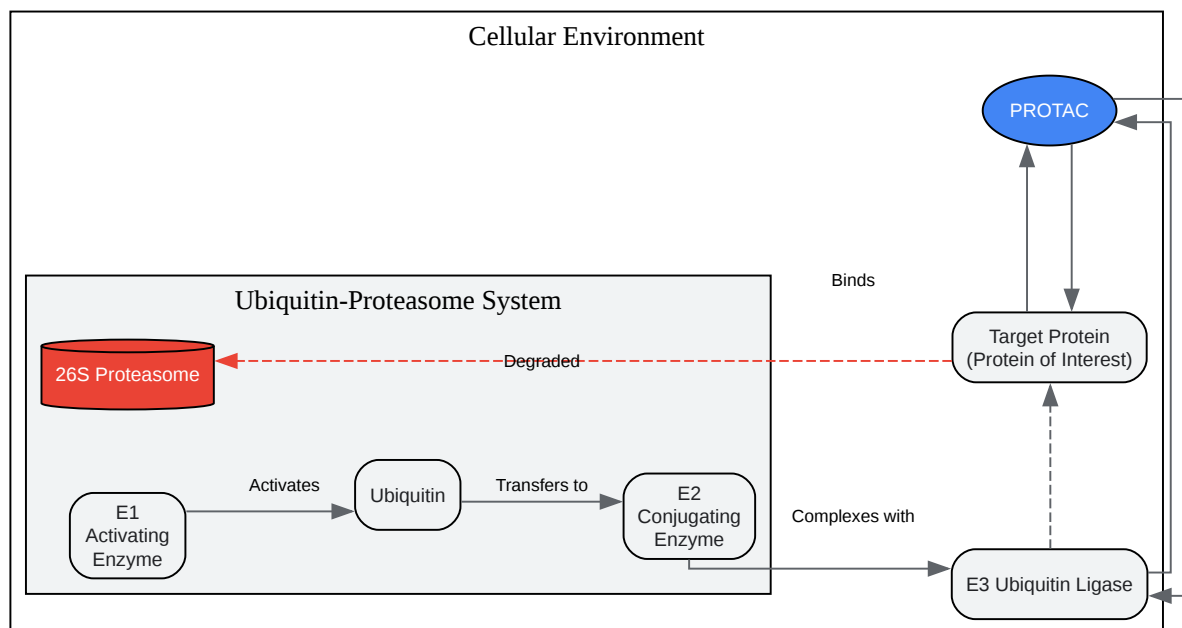 Cellular Environment
PROTAC
Binds
Ubiquitin-Proteasome System
Target Protein
(Protein of Interest)
Degraded
26S Proteasome
Activates
Ubiquitin
Transfers to
E1
Activating
Enzyme
E2
Conjugating
Enzyme
Complexes with
E3 Ubiquitin Ligase